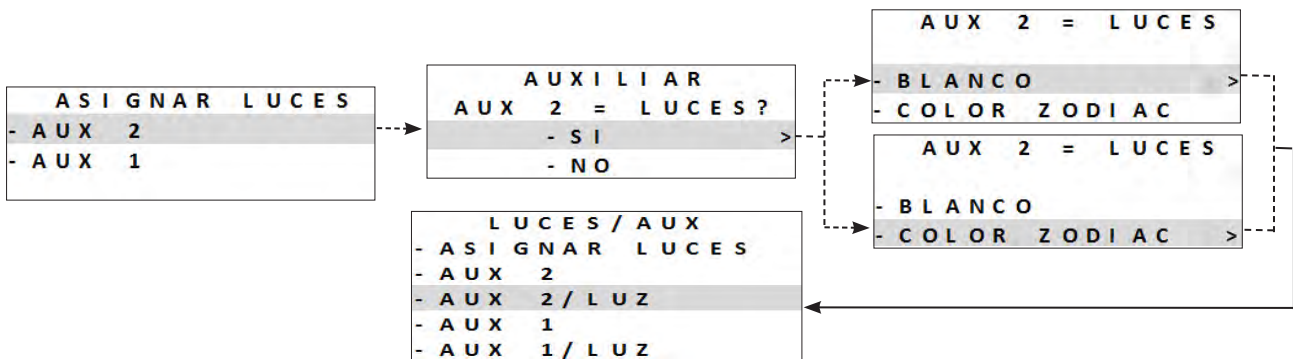 ASIGNAR LUCES
- AUX 2
- AUX 1
AUXILIAR
AUX 2 = LUCES?
- SI >
- NO
AUX 2 = LUCES
- BLANCO >
- COLOR ZODIAC
AUX 2 = LUCES
- BLANCO
- COLOR ZODIAC >
LUCES/AUX
- ASIGNAR LUCES
- AUX 2
- AUX 2/LUZ
- AUX 1
- AUX 1/LUZ